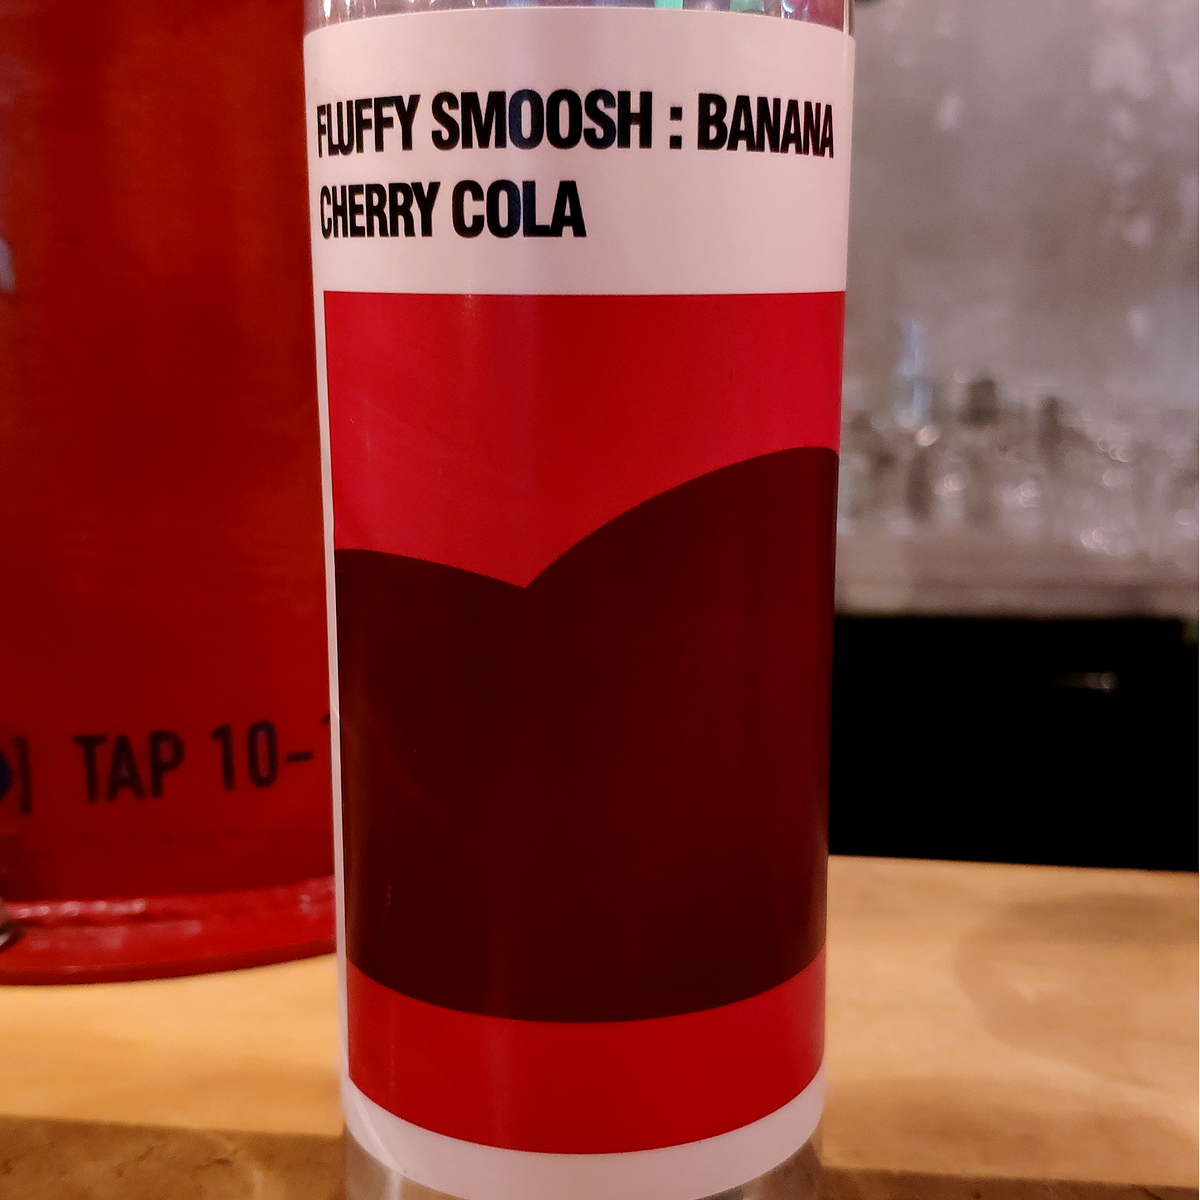 FLUFFY SMOOSH : BANANA
CHERRY COLA
TAP 10-